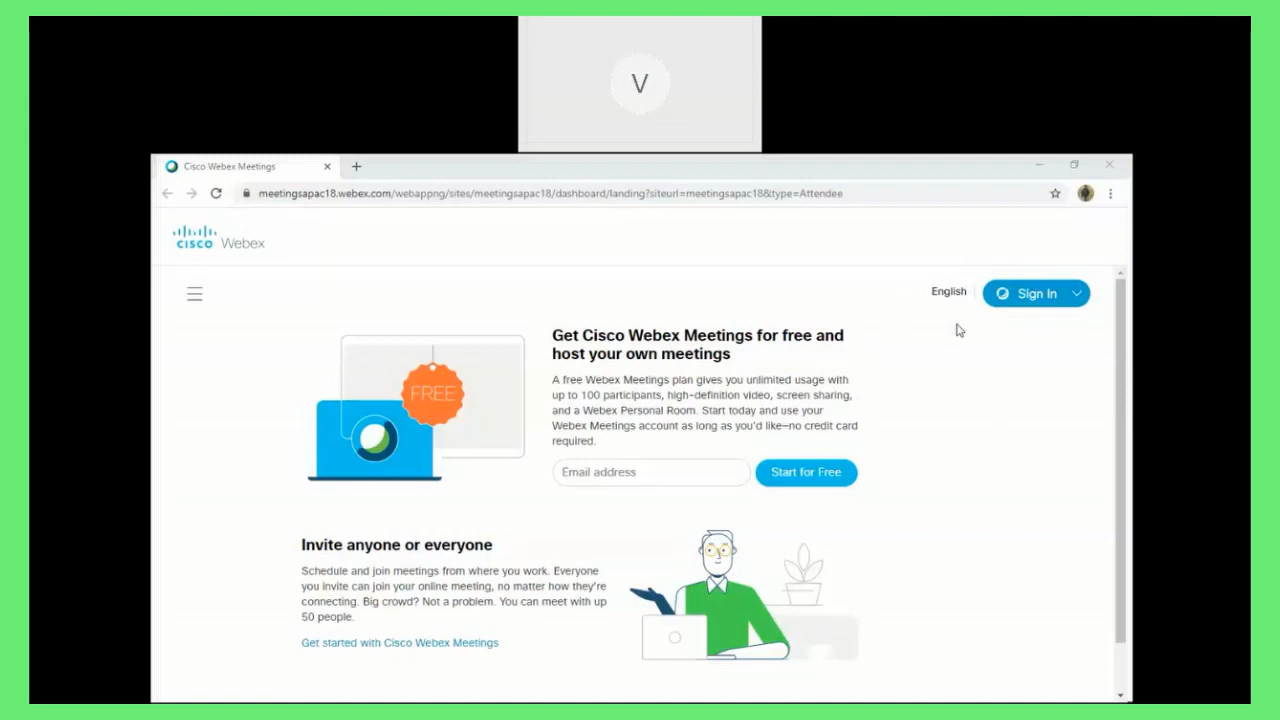 V
Cisco Webex Meetings
meetingsapac18.webex.com/webappng/sites/meetingsapac18/dashboard/landing?siteurl=meetingsapac18&type=Attendee
CISCO Webex
English
Sign In
Get Cisco Webex Meetings for free and
host your own meetings
FREE
A free Webex Meetings plan gives you unlimited usage with
up to 100 participants, high-definition video, screen sharing,
and a Webex Personal Room. Start today and use your
Webex Meetings account as long as you'd like—no credit card
required.
Email address
Start for Free
Invite anyone or everyone
Schedule and join meetings from where you work. Everyone
you invite can join your online meeting, no matter how they're
connecting. Big crowd? Not a problem. You can meet with up
50 people.
Get started with Cisco Webex Meetings